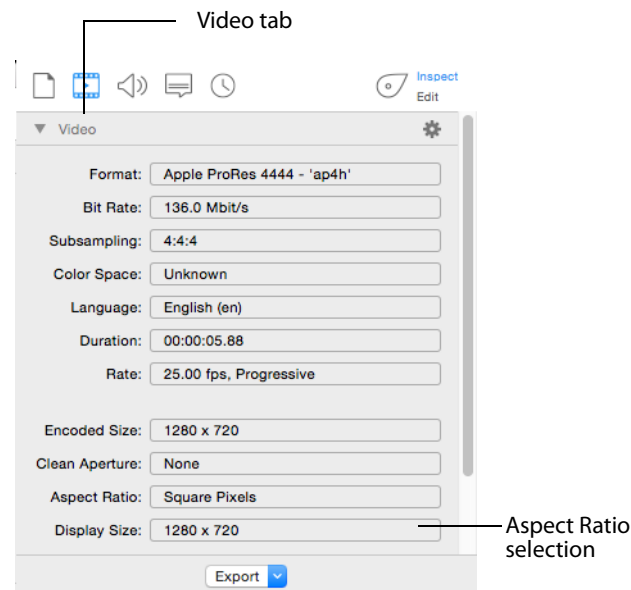 Video tab
Inspect
Edit
Video
Format: Apple ProRes 4444 - 'ap4h'
Bit Rate: 136.0 Mbit/s
Subsampling: 4:4:4
Color Space: Unknown
Language: English (en)
Duration: 00:00:05.88
Rate: 25.00 fps, Progressive
Encoded Size: 1280 x 720
Clean Aperture: None
Aspect Ratio: Square Pixels
Display Size: 1280 x 720
Aspect Ratio
selection
Export